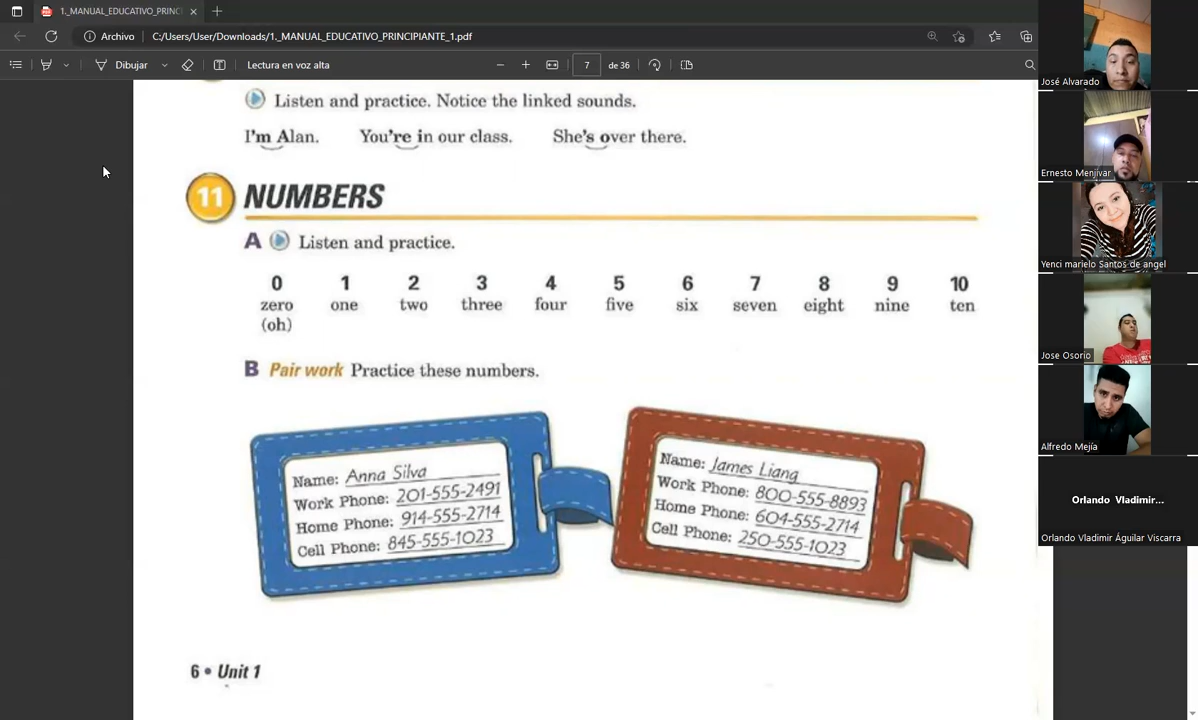 1._MANUAL_EDUCATIVO_PRINC
Archivo C:/Users/User/Downloads/1._MANUAL_EDUCATIVO_PRINCIPIANTE_1.pdf
Dibujar Lectura en voz alta 7 de 36
Listen and practice. Notice the linked sounds.
I'm Alan. You're in our class. She's over there.
11 NUMBERS
A Listen and practice.
0 1 2 3 4 5 6 7 8 9 10
zero one two three four five six seven eight nine ten
(oh)
B Pair work Practice these numbers.
Name: Anna Silva
Work Phone: 201-555-2491
Home Phone: 914-555-2714
Cell Phone: 845-555-1023
Name: James Liang
Work Phone: 800-555-8893
Home Phone: 604-555-2714
Cell Phone: 250-555-1023
6 • Unit 1
José Alvarado
Ernesto Menjivar
Yenci marielo Santos de angel
Jose Osorio
Alfredo Mejía
Orlando Vladimir...
Orlando Vladimir Águilar Viscarra